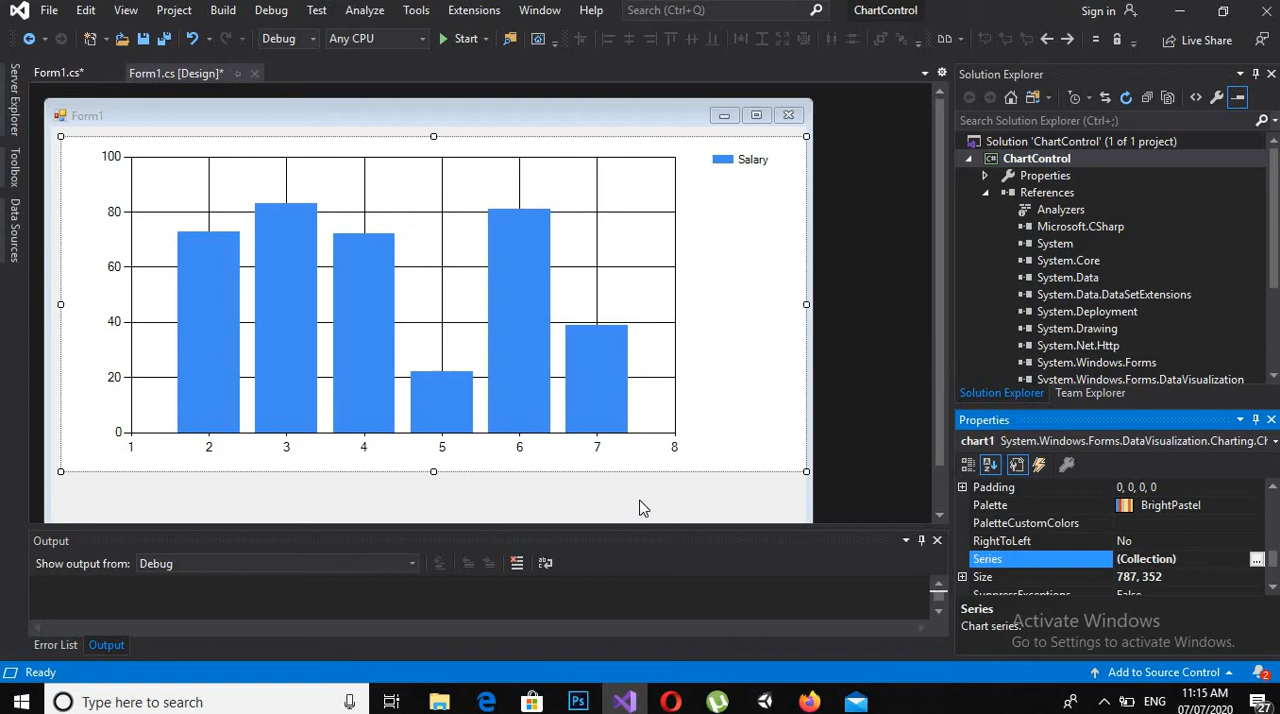 File Edit View Project Build Debug Test Analyze Tools Extensions Window Help Search (Ctrl+Q) ChartControl Sign in
Debug Any CPU Start Live Share
Form1.cs* Form1.cs [Design]*
Server Explorer
Toolbox
Data Sources
Form1
100
80
60
40
20
0
1 2 3 4 5 6 7 8
Salary
Solution Explorer
Search Solution Explorer (Ctrl+;)
Solution 'ChartControl' (1 of 1 project)
ChartControl
Properties
References
Analyzers
Microsoft.CSharp
System
System.Core
System.Data
System.Data.DataSetExtensions
System.Deployment
System.Drawing
System.Net.Http
System.Windows.Forms
System.Windows.Forms.DataVisualization
Solution Explorer Team Explorer
Properties
chart1 System.Windows.Forms.DataVisualization.Charting.Ch
Padding 0, 0, 0, 0
Palette BrightPastel
PaletteCustomColors
RightToLeft No
Series (Collection) ...
Size 787, 352
SuppressExceptions False
Series
Chart series.
Activate Windows
Go to Settings to activate Windows.
Output
Show output from: Debug
Error List Output
Ready Add to Source Control 2
Type here to search Ps ENG 11:15 AM 07/07/2020 27